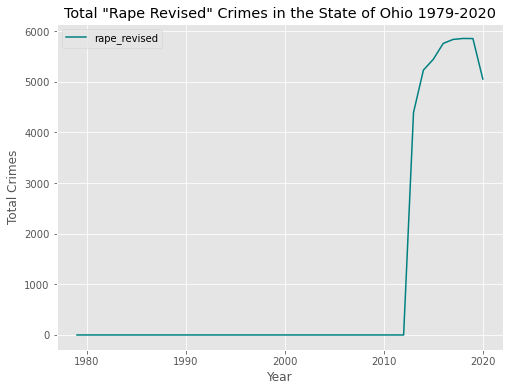 Total "Rape Revised" Crimes in the State of Ohio 1979-2020
rape_revised
6000
5000
4000
3000
2000
1000
0
Total Crimes
1980 1990 2000 2010 2020
Year